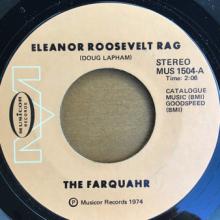 ELEANOR ROOSEVELT RAG
(DOUG LAPHAM)
STEREO
MUS 1504-A
Time: 2:06
CATALOGUE
MUSIC (BMI)
GOODSPEED
(BMI)
MUSICOR
RECORDS
THE FARQUAHR
Ⓟ Musicor Records 1974